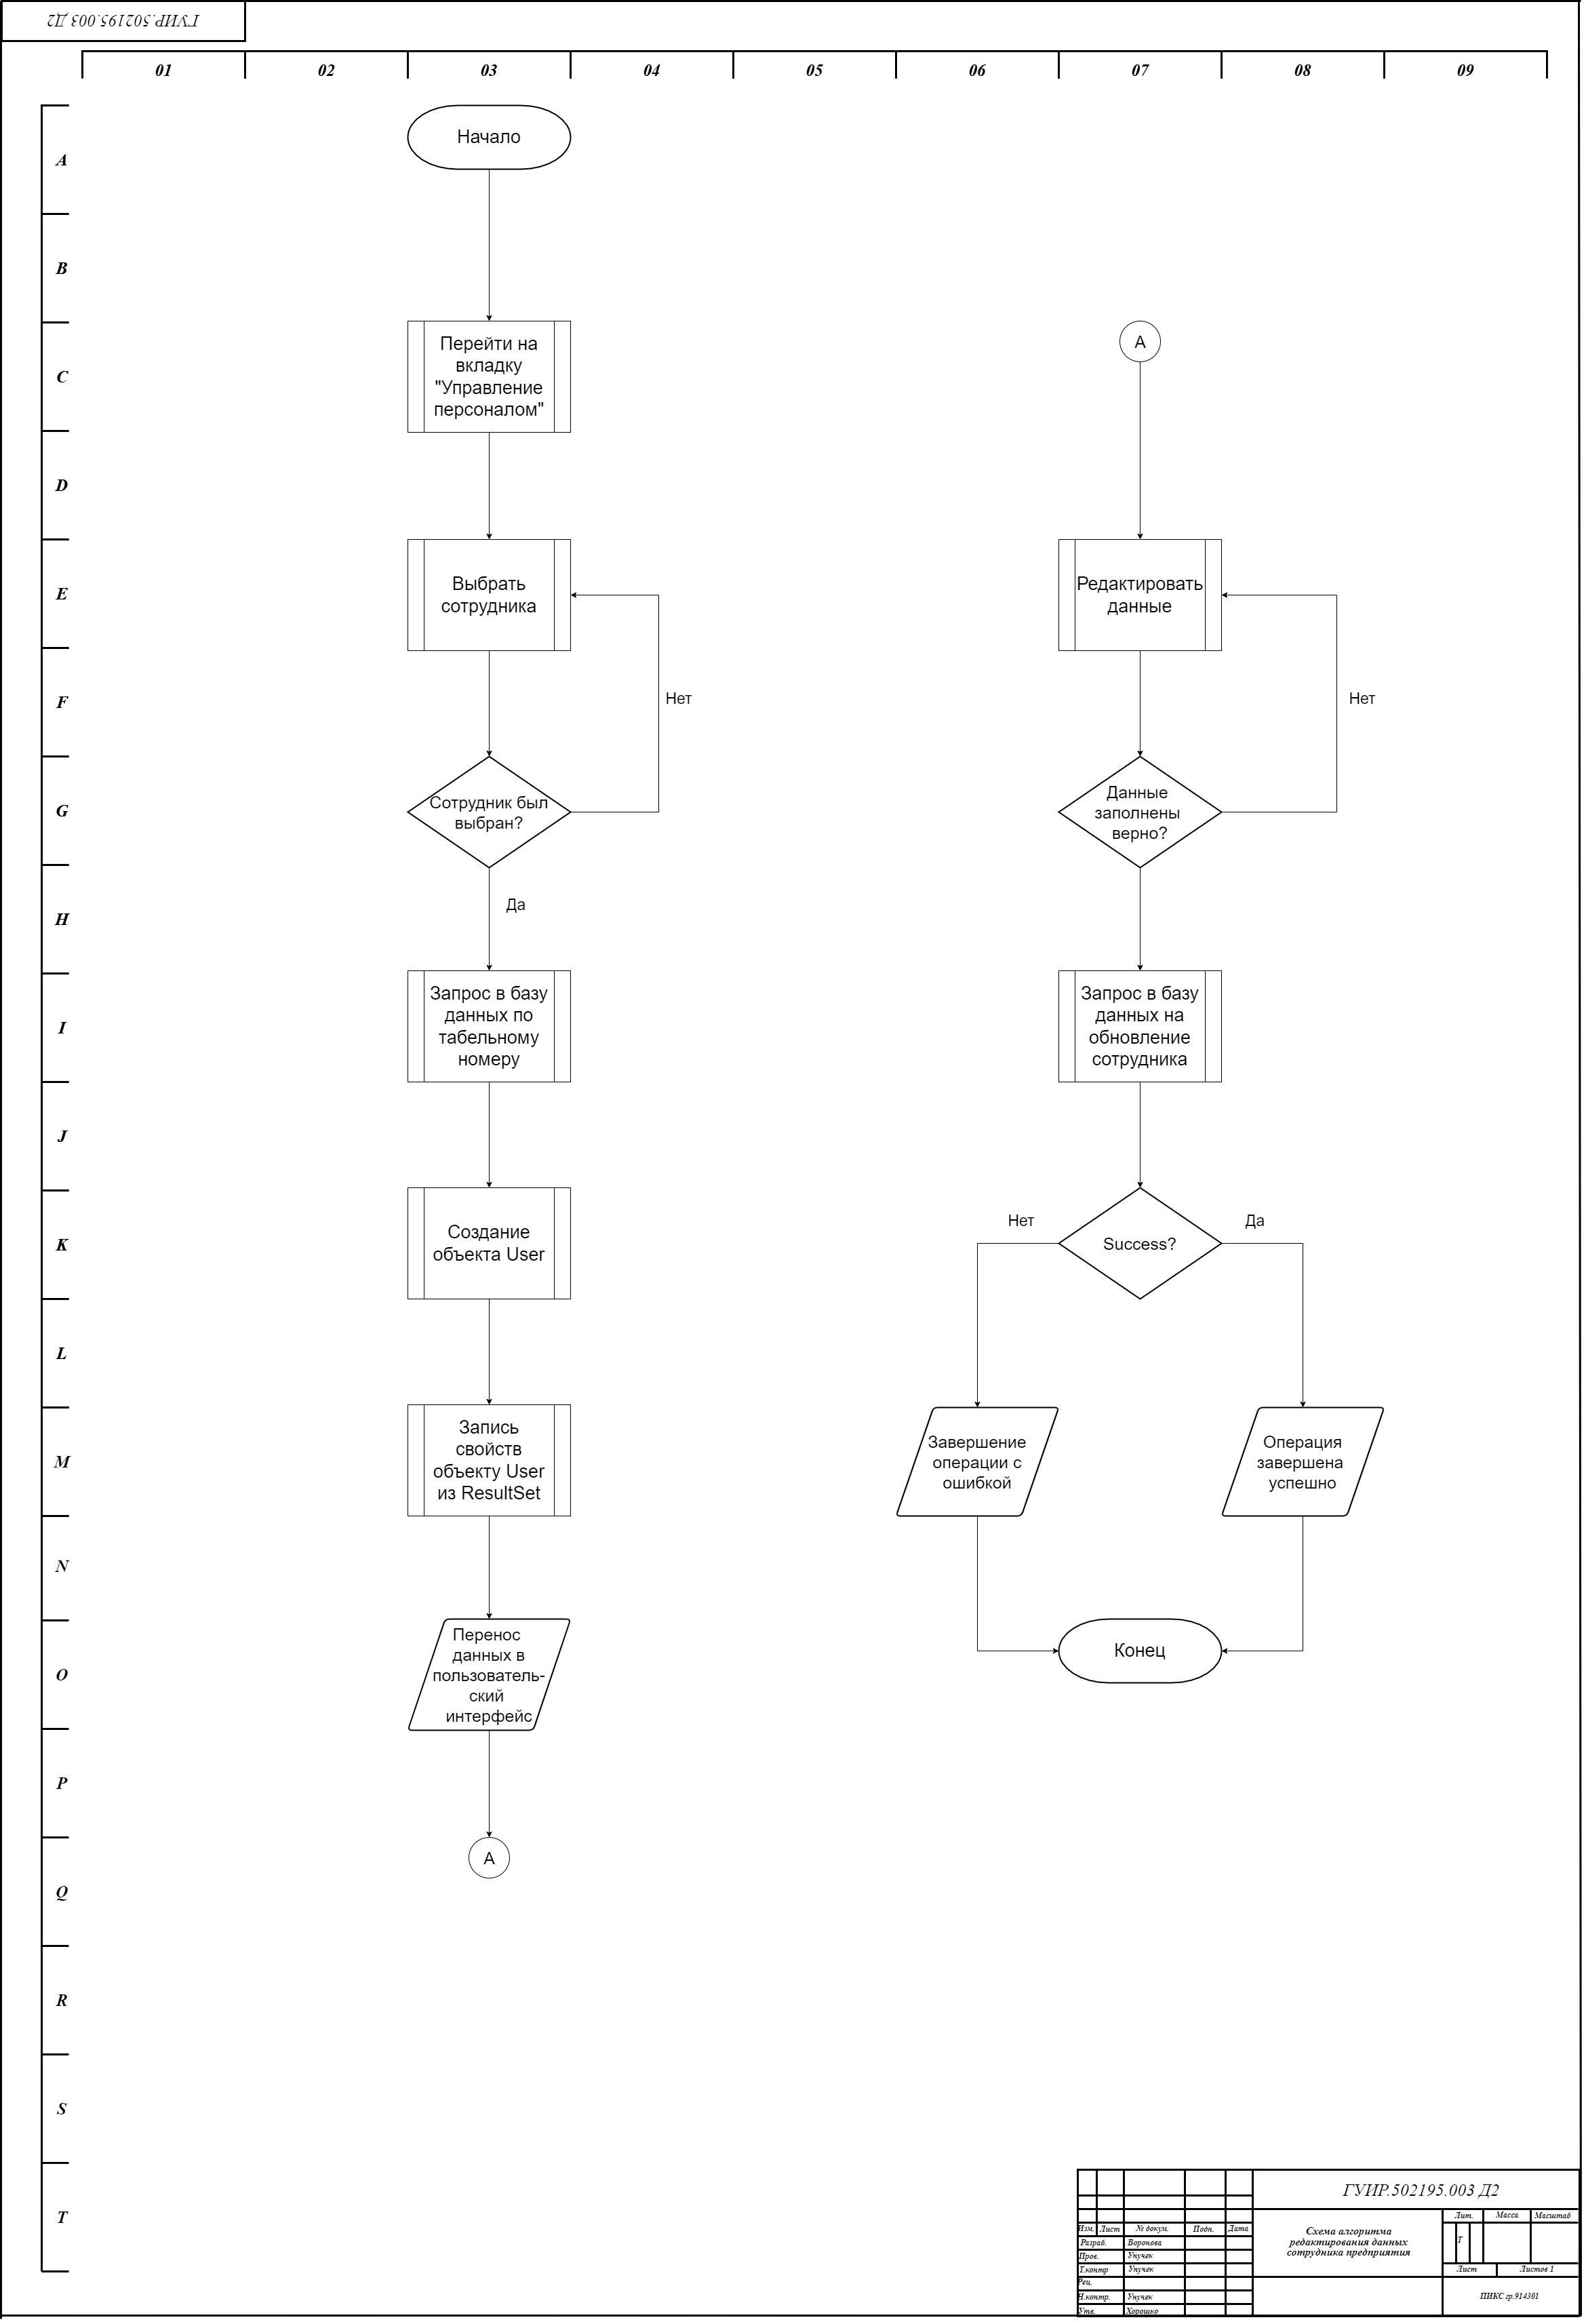 ГУИР.502195.003 Д2
01 02 03 04 05 06 07 08 09
A
B
C
D
E
F
G
H
I
J
K
L
M
N
O
P
Q
R
S
T
Начало
Перейти на
вкладку
"Управление
персоналом"
Выбрать
сотрудника
Нет
Сотрудник был
выбран?
Да
Запрос в базу
данных по
табельному
номеру
Создание
объекта User
Запись
свойств
объекту User
из ResultSet
Перенос
данных в
пользователь-
ский
интерфейс
A
A
Редактировать
данные
Нет
Данные
заполнены
верно?
Запрос в базу
данных на
обновление
сотрудника
Нет
Да
Success?
Завершение
операции с
ошибкой
Операция
завершена
успешно
Конец
ГУИР.502195.003 Д2
Изм. Лист № докум. Подп. Дата
Разраб. Воронова
Пров. Унучек
Т.контр Унучек
Рец.
Н.контр. Унучек
Утв. Хорошко
Схема алгоритма
редактирования данных
сотрудника предприятия
Лит. Масса Масштаб
Т
Лист Листов 1
ПИКС гр.914301